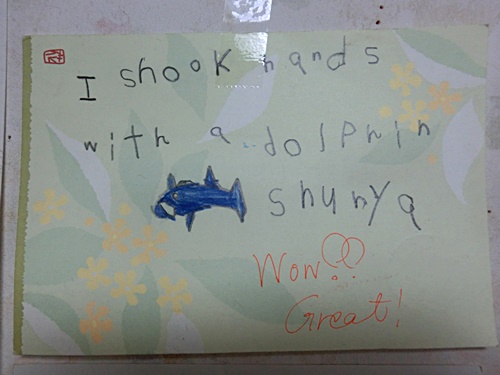 I shook hands
with a dolphin
shunya
Wow!!
Great!